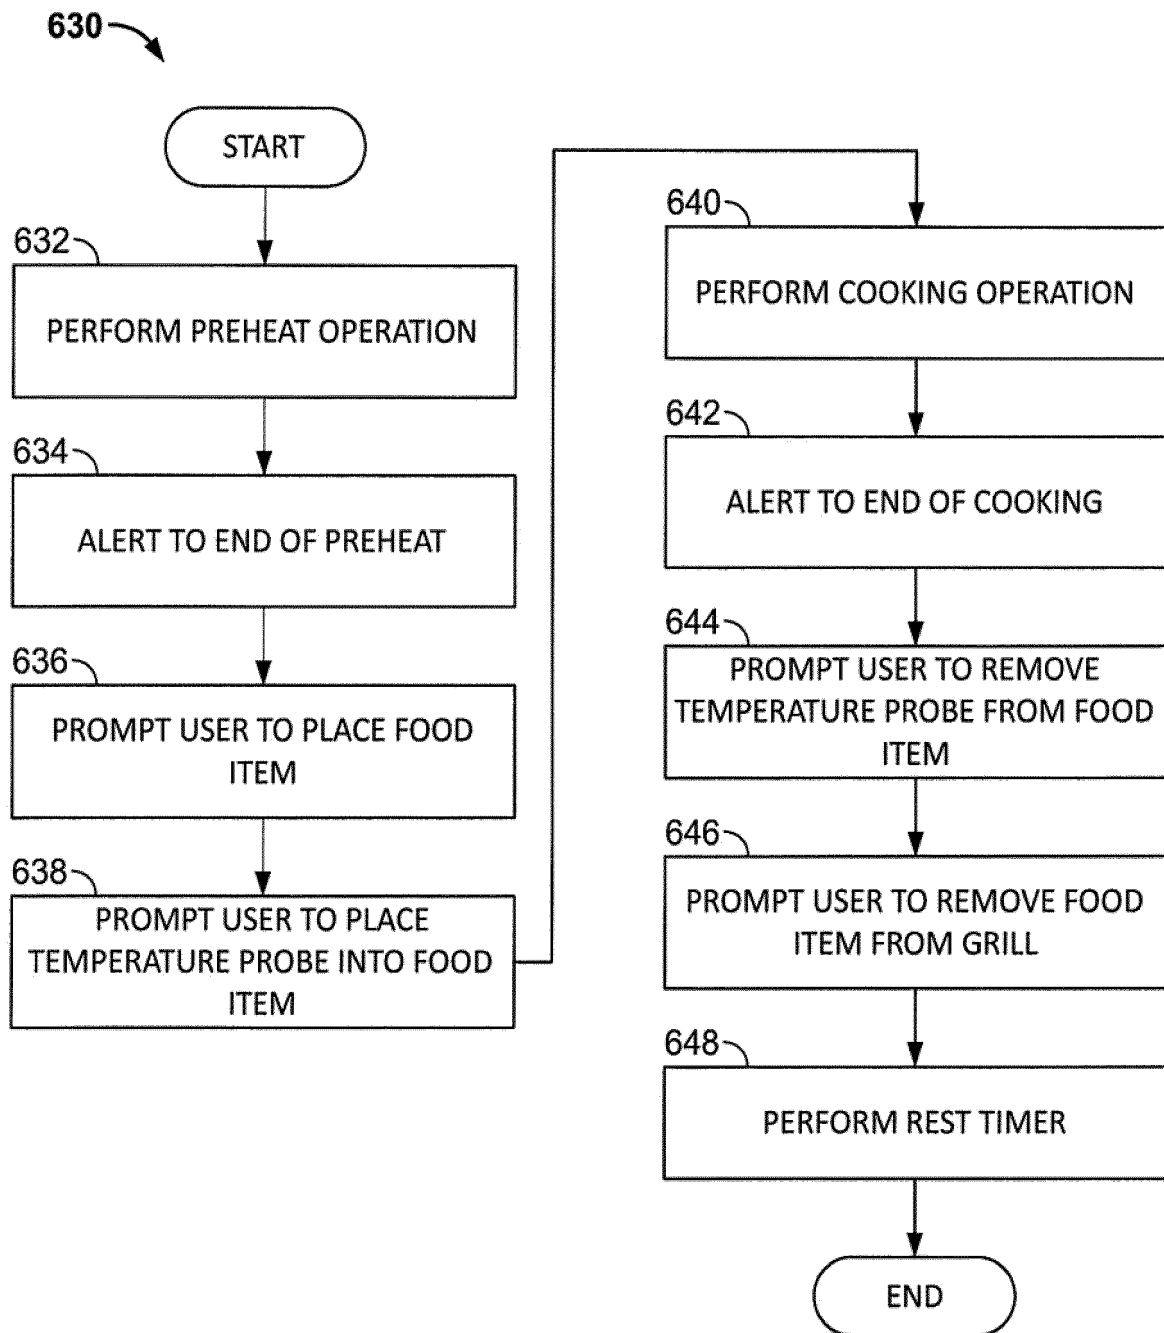 630
START
632
PERFORM PREHEAT OPERATION
634
ALERT TO END OF PREHEAT
636
PROMPT USER TO PLACE FOOD
ITEM
638
PROMPT USER TO PLACE
TEMPERATURE PROBE INTO FOOD
ITEM
640
PERFORM COOKING OPERATION
642
ALERT TO END OF COOKING
644
PROMPT USER TO REMOVE
TEMPERATURE PROBE FROM FOOD
ITEM
646
PROMPT USER TO REMOVE FOOD
ITEM FROM GRILL
648
PERFORM REST TIMER
END